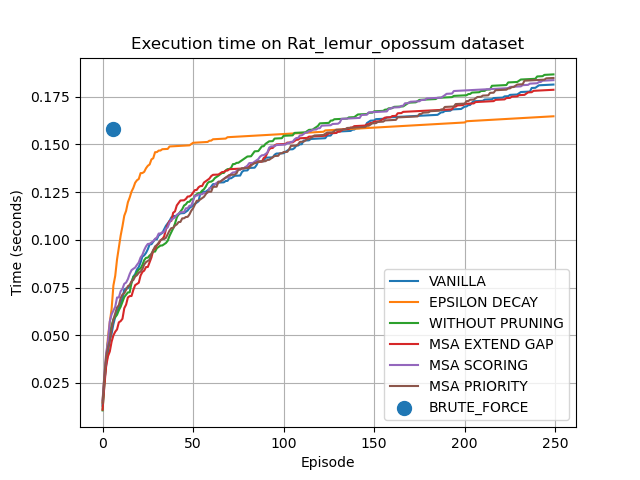 Execution time on Rat_lemur_opossum dataset
Time (seconds)
0.175
0.150
0.125
0.100
0.075
0.050
0.025
0 50 100 150 200 250
Episode
VANILLA
EPSILON DECAY
WITHOUT PRUNING
MSA EXTEND GAP
MSA SCORING
MSA PRIORITY
BRUTE_FORCE